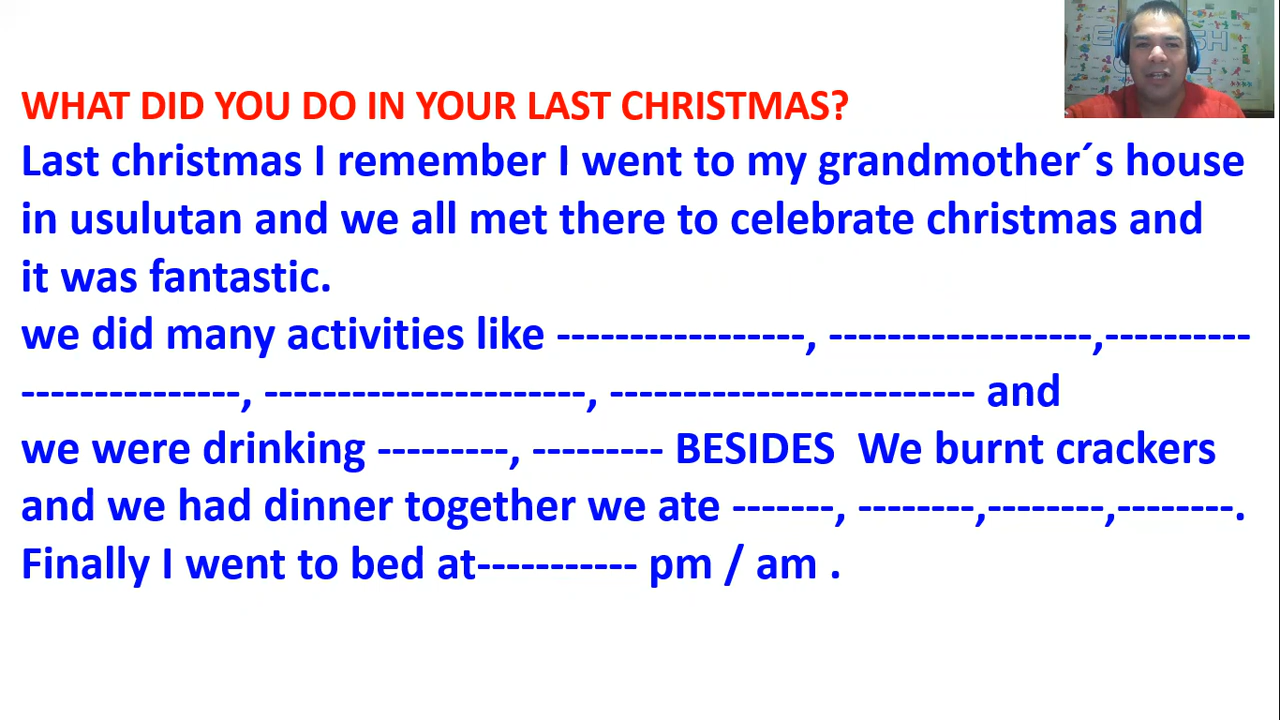 WHAT DID YOU DO IN YOUR LAST CHRISTMAS?
Last christmas I remember I went to my grandmother´s house
in usulutan and we all met there to celebrate christmas and
it was fantastic.
we did many activities like -----------------, ------------------,----------
---------------, ----------------------, ------------------------- and
we were drinking ---------, --------- BESIDES  We burnt crackers
and we had dinner together we ate -------, --------,--------,--------.
Finally I went to bed at----------- pm / am .